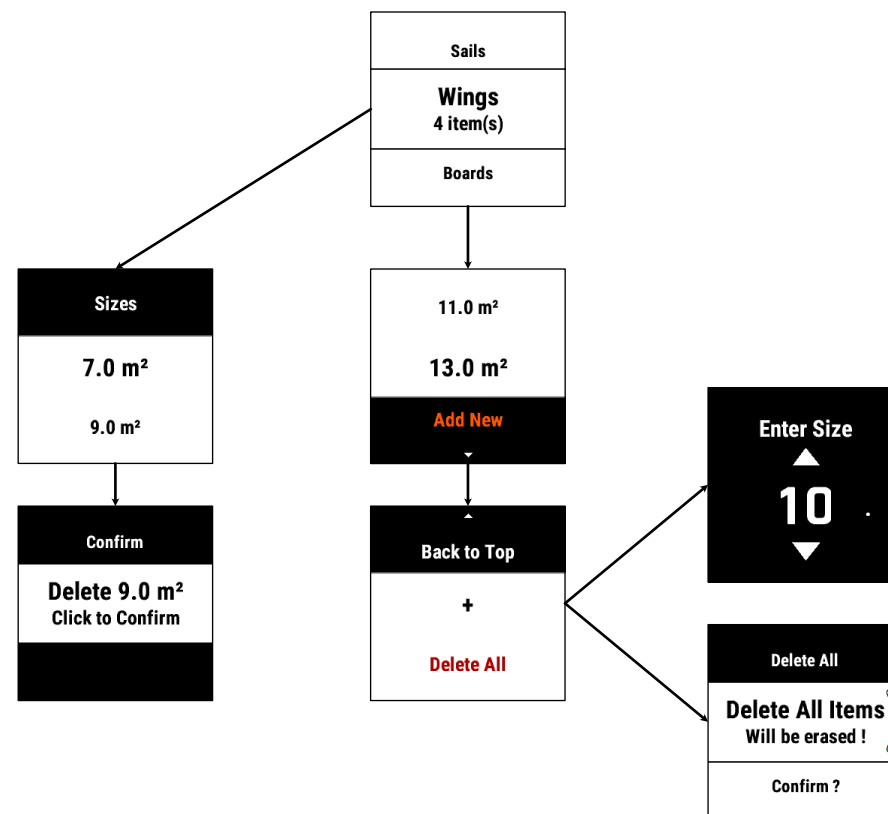 Sails
Wings
4 item(s)
Boards
Sizes
7.0 m²
9.0 m²
11.0 m²
13.0 m²
Add New
Confirm
Delete 9.0 m²
Click to Confirm
Back to Top
+
Delete All
Enter Size
10 .
Delete All
Delete All Items
Will be erased !
Confirm ?